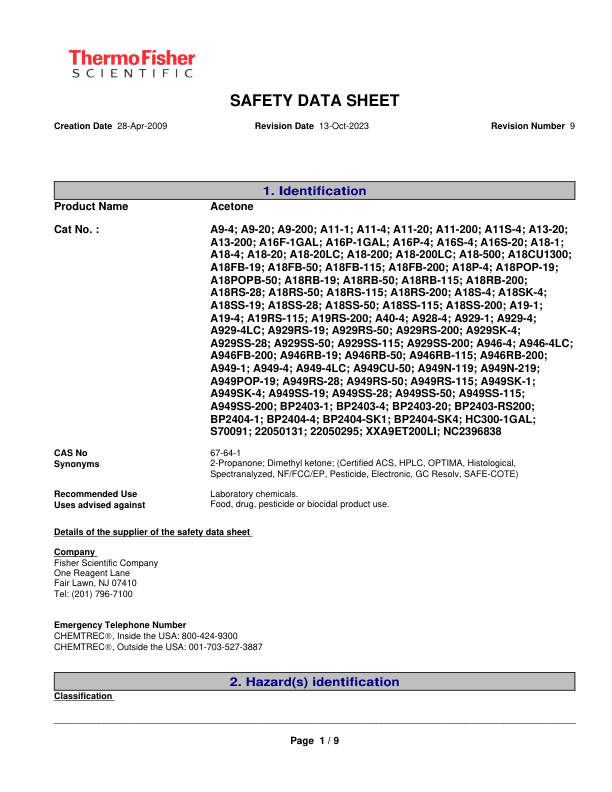 ThermoFisher
SCIENTIFIC
SAFETY DATA SHEET
Creation Date 28-Apr-2009 Revision Date 13-Oct-2023 Revision Number 9
1. Identification
Product Name Acetone
Cat No. : A9-4; A9-20; A9-200; A11-1; A11-4; A11-20; A11-200; A11S-4; A13-20;
A13-200; A16F-1GAL; A16P-1GAL; A16P-4; A16S-4; A16S-20; A18-1;
A18-4; A18-20; A18-20LC; A18-200; A18-200LC; A18-500; A18CU1300;
A18FB-19; A18FB-50; A18FB-115; A18FB-200; A18P-4; A18POP-19;
A18POPB-50; A18RB-19; A18RB-50; A18RB-115; A18RB-200;
A18RS-28; A18RS-50; A18RS-115; A18RS-200; A18S-4; A18SK-4;
A18SS-19; A18SS-28; A18SS-50; A18SS-115; A18SS-200; A19-1;
A19-4; A19RS-115; A19RS-200; A40-4; A928-4; A929-1; A929-4;
A929-4LC; A929RS-19; A929RS-50; A929RS-200; A929SK-4;
A929SS-28; A929SS-50; A929SS-115; A929SS-200; A946-4; A946-4LC;
A946FB-200; A946RB-19; A946RB-50; A946RB-115; A946RB-200;
A949-1; A949-4; A949-4LC; A949CU-50; A949N-119; A949N-219;
A949POP-19; A949RS-28; A949RS-50; A949RS-115; A949SK-1;
A949SK-4; A949SS-19; A949SS-28; A949SS-50; A949SS-115;
A949SS-200; BP2403-1; BP2403-4; BP2403-20; BP2403-RS200;
BP2404-1; BP2404-4; BP2404-SK1; BP2404-SK4; HC300-1GAL;
S70091; 22050131; 22050295; XXA9ET200LI; NC2396838
CAS No 67-64-1
Synonyms 2-Propanone; Dimethyl ketone; (Certified ACS, HPLC, OPTIMA, Histological,
Spectranalyzed, NF/FCC/EP, Pesticide, Electronic, GC Resolv, SAFE-COTE)
Recommended Use Laboratory chemicals.
Uses advised against Food, drug, pesticide or biocidal product use.
Details of the supplier of the safety data sheet
Company
Fisher Scientific Company
One Reagent Lane
Fair Lawn, NJ 07410
Tel: (201) 796-7100
Emergency Telephone Number
CHEMTREC®, Inside the USA: 800-424-9300
CHEMTREC®, Outside the USA: 001-703-527-3887
2. Hazard(s) identification
Classification
Page 1 / 9